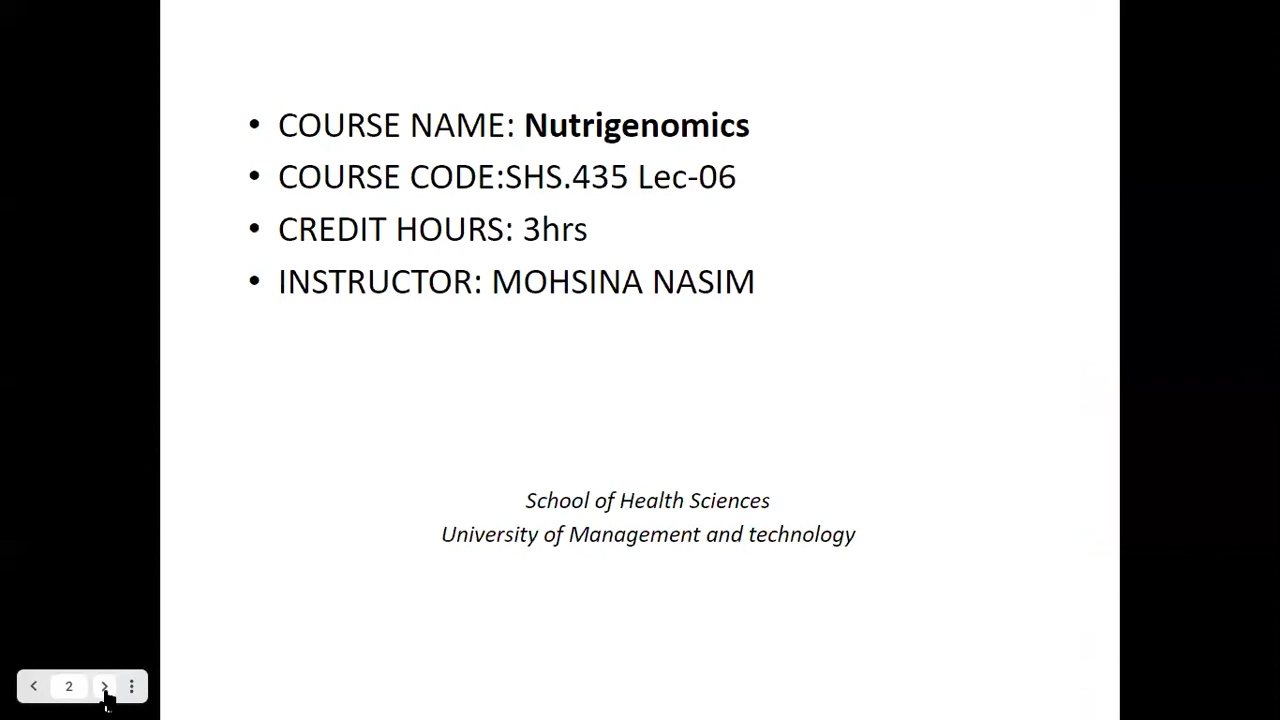 • COURSE NAME: Nutrigenomics
• COURSE CODE:SHS.435 Lec-06
• CREDIT HOURS: 3hrs
• INSTRUCTOR: MOHSINA NASIM
School of Health Sciences
University of Management and technology
2